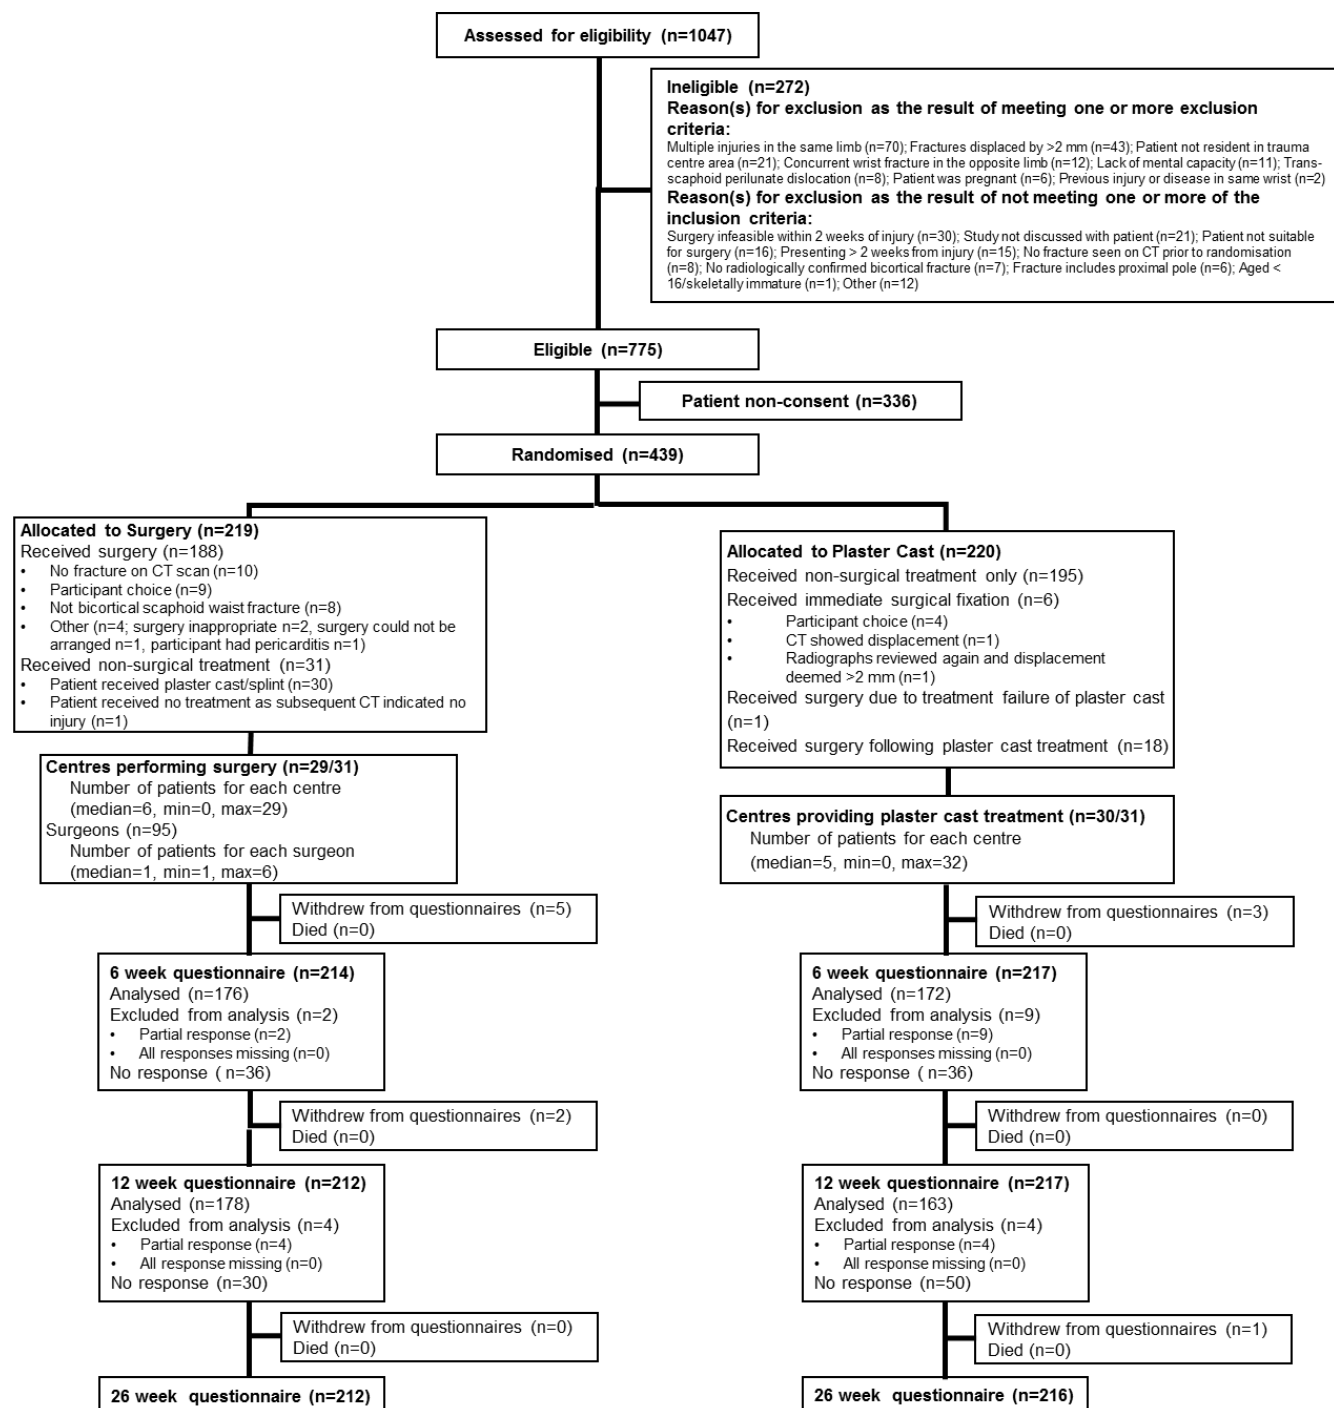 Assessed for eligibility (n=1047)
Ineligible (n=272)
Reason(s) for exclusion as the result of meeting one or more exclusion
criteria:
Multiple injuries in the same limb (n=70); Fractures displaced by >2 mm (n=43); Patient not resident in trauma
centre area (n=21); Concurrent wrist fracture in the opposite limb (n=12); Lack of mental capacity (n=11); Trans-
scaphoid perilunate dislocation (n=8); Patient was pregnant (n=6); Previous injury or disease in same wrist (n=2)
Reason(s) for exclusion as the result of not meeting one or more of the
inclusion criteria:
Surgery infeasible within 2 weeks of injury (n=30); Study not discussed with patient (n=21); Patient not suitable
for surgery (n=16); Presenting > 2 weeks from injury (n=15); No fracture seen on CT prior to randomisation
(n=8); No radiologically confirmed bicortical fracture (n=7); Fracture includes proximal pole (n=6); Aged <
16/skeletally immature (n=1); Other (n=12)
Eligible (n=775)
Patient non-consent (n=336)
Randomised (n=439)
Allocated to Surgery (n=219)
Received surgery (n=188)
• No fracture on CT scan (n=10)
• Participant choice (n=9)
• Not bicortical scaphoid waist fracture (n=8)
• Other (n=4; surgery inappropriate n=2, surgery could not be
arranged n=1, participant had pericarditis n=1)
Received non-surgical treatment (n=31)
• Patient received plaster cast/splint (n=30)
• Patient received no treatment as subsequent CT indicated no
injury (n=1)
Centres performing surgery (n=29/31)
Number of patients for each centre
(median=6, min=0, max=29)
Surgeons (n=95)
Number of patients for each surgeon
(median=1, min=1, max=6)
Withdrew from questionnaires (n=5)
Died (n=0)
6 week questionnaire (n=214)
Analysed (n=176)
Excluded from analysis (n=2)
• Partial response (n=2)
• All responses missing (n=0)
No response ( n=36)
Withdrew from questionnaires (n=2)
Died (n=0)
12 week questionnaire (n=212)
Analysed (n=178)
Excluded from analysis (n=4)
• Partial response (n=4)
• All response missing (n=0)
No response (n=30)
Withdrew from questionnaires (n=0)
Died (n=0)
26 week questionnaire (n=212)
Allocated to Plaster Cast (n=220)
Received non-surgical treatment only (n=195)
Received immediate surgical fixation (n=6)
• Participant choice (n=4)
• CT showed displacement (n=1)
• Radiographs reviewed again and displacement
deemed >2 mm (n=1)
Received surgery due to treatment failure of plaster cast
(n=1)
Received surgery following plaster cast treatment (n=18)
Centres providing plaster cast treatment (n=30/31)
Number of patients for each centre
(median=5, min=0, max=32)
Withdrew from questionnaires (n=3)
Died (n=0)
6 week questionnaire (n=217)
Analysed (n=172)
Excluded from analysis (n=9)
• Partial response (n=9)
• All responses missing (n=0)
No response (n=36)
Withdrew from questionnaires (n=0)
Died (n=0)
12 week questionnaire (n=217)
Analysed (n=163)
Excluded from analysis (n=4)
• Partial response (n=4)
• All responses missing (n=0)
No response (n=50)
Withdrew from questionnaires (n=1)
Died (n=0)
26 week questionnaire (n=216)